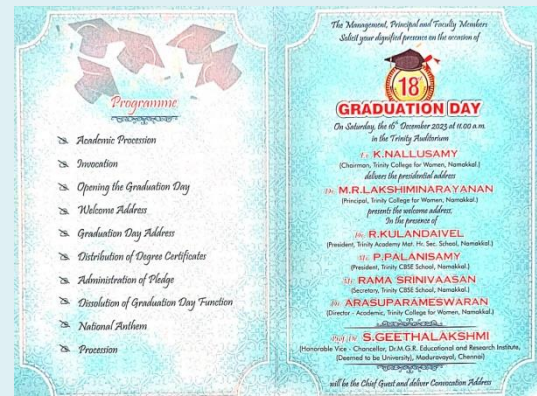 Programme
Academic Procession
Invocation
Opening the Graduation Day
Welcome Address
Graduation Day Address
Distribution of Degree Certificates
Administration of Pledge
Dissolution of Graduation Day Function
National Anthem
Procession
The Management, Principal and Faculty Members
Solicit your dignified presence on the occasion of
18
GRADUATION DAY
On Saturday, the 16th December 2023 at 11.00 a.m.
in the Trinity Auditorium
K.NALLUSAMY
(Chairman, Trinity College for Women, Namakkal.)
delivers the presidential address
Dr. M.R.LAKSHIMINARAYANAN
(Principal, Trinity College for Women, Namakkal.)
presents the welcome address.
In the presence of
R.KULANDAIVEL
(President, Trinity Academy Mat. Hr. Sec. School, Namakkal.)
P.PALANISAMY
(President, Trinity CBSE School, Namakkal.)
RAMA SRINIVAASAN
(Secretary, Trinity CBSE School, Namakkal.)
ARASUPARAMESWARAN
(Director - Academic, Trinity College for Women, Namakkal.)
Prof. Dr. S.GEETHALAKSHMI
(Honorable Vice - Chancellor, Dr.M.G.R. Educational and Research Institute,
(Deemed to be University), Maduravoyal, Chennai)
will be the Chief Guest and deliver Convocation Address